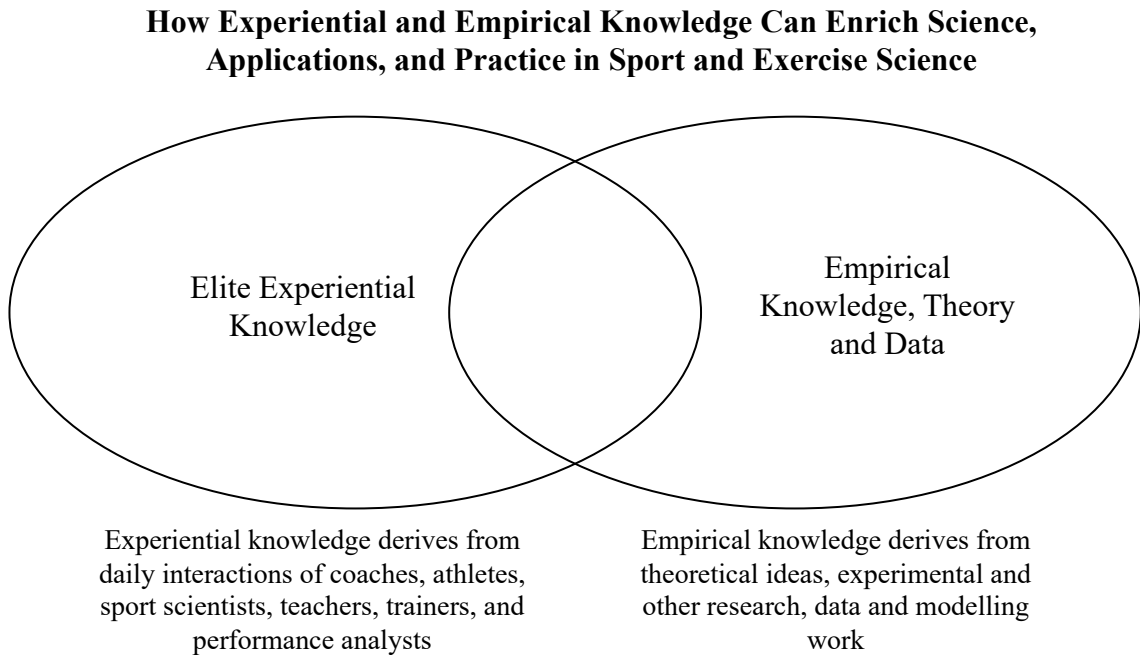 How Experiential and Empirical Knowledge Can Enrich Science,
Applications, and Practice in Sport and Exercise Science
Elite Experiential
Knowledge
Empirical
Knowledge, Theory
and Data
Experiential knowledge derives from
daily interactions of coaches, athletes,
sport scientists, teachers, trainers, and
performance analysts
Empirical knowledge derives from
theoretical ideas, experimental and
other research, data and modelling
work